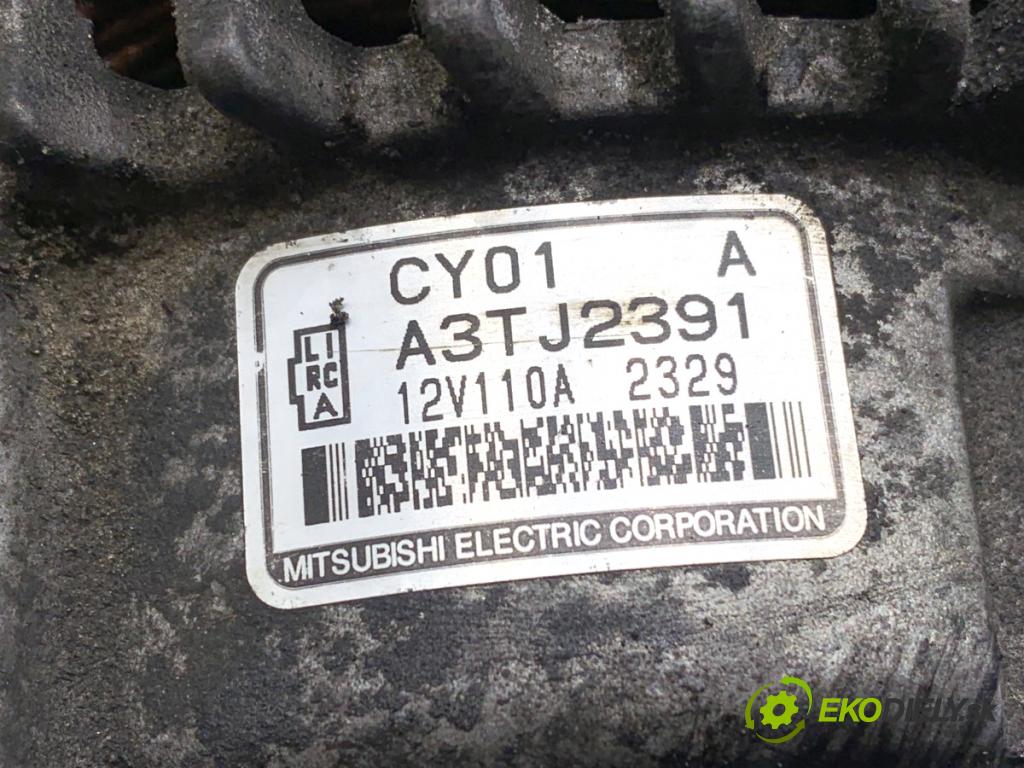 CY01 A
A3TJ2391
LI
RC
A
12V110A 2329
MITSUBISHI ELECTRIC CORPORATION
EKODIELY.sk